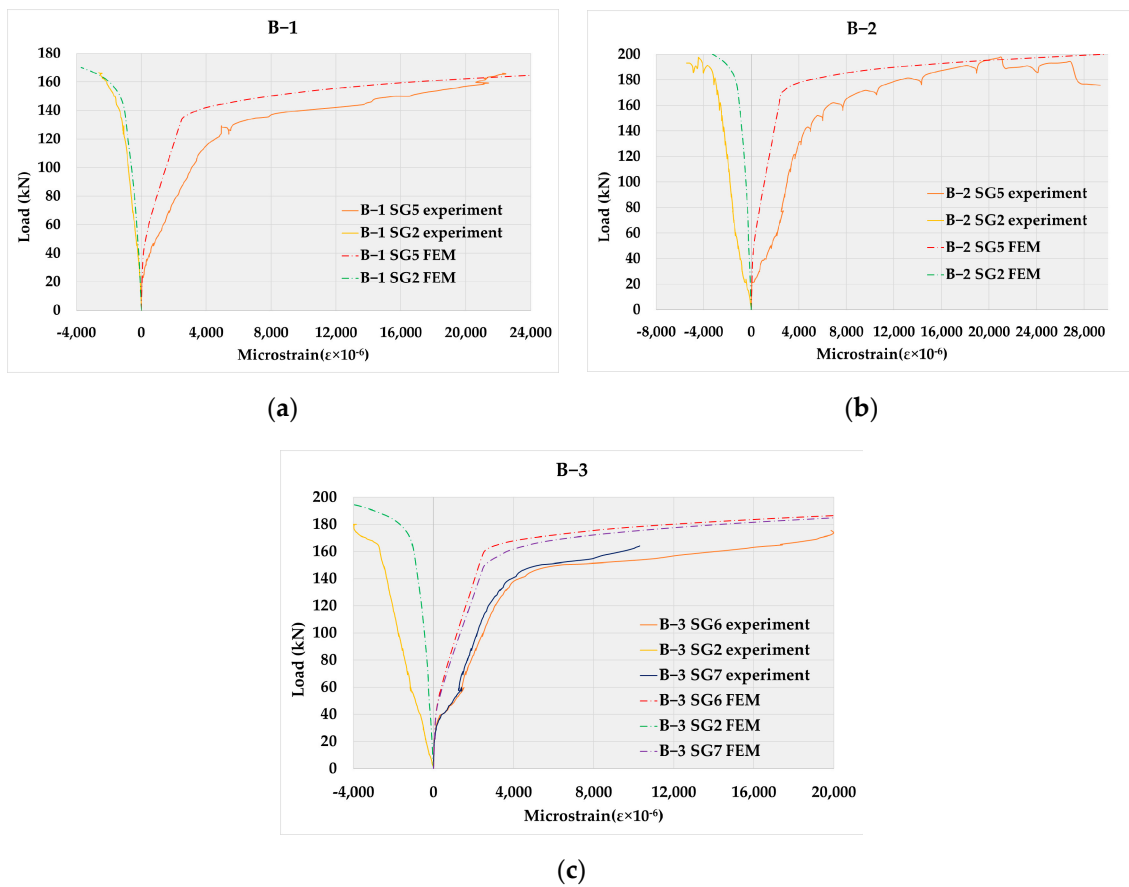 B−1
180
160
140
120
100
80
60
40
20
0
Load (kN)
B−1 SG5 experiment
B−1 SG2 experiment
B−1 SG5 FEM
B−1 SG2 FEM
-4,000 0 4,000 8,000 12,000 16,000 20,000 24,000
Microstrain(ε×10⁻⁶)
(a)
B−2
200
180
160
140
120
100
80
60
40
20
0
Load (kN)
B−2 SG5 experiment
B−2 SG2 experiment
B−2 SG5 FEM
B−2 SG2 FEM
-8,000 -4,000 0 4,000 8,000 12,000 16,000 20,000 24,000 28,000
Microstrain(ε×10⁻⁶)
(b)
B−3
200
180
160
140
120
100
80
60
40
20
0
Load (kN)
B−3 SG6 experiment
B−3 SG2 experiment
B−3 SG7 experiment
B−3 SG6 FEM
B−3 SG2 FEM
B−3 SG7 FEM
-4,000 0 4,000 8,000 12,000 16,000 20,000
Microstrain(ε×10⁻⁶)
(c)